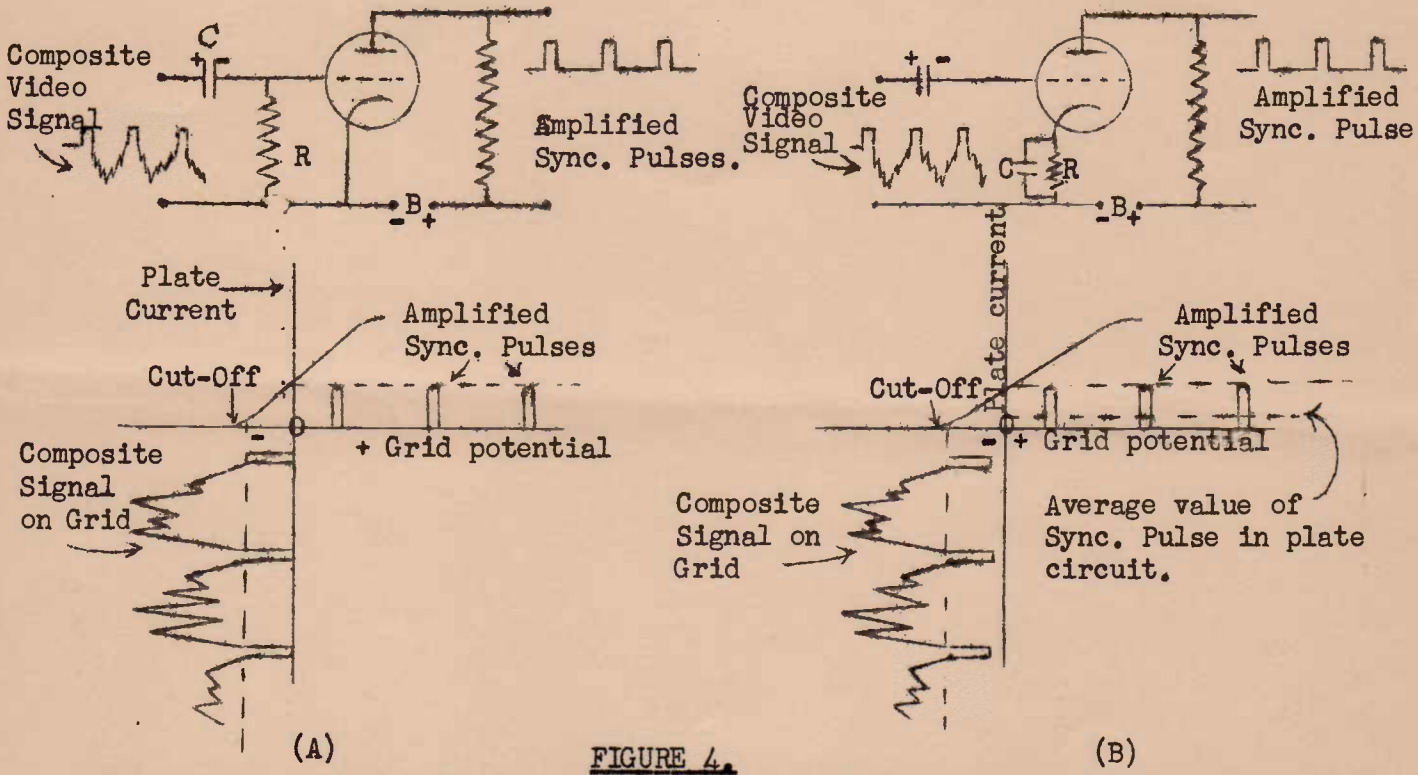 C
+ -
Composite
Video
Signal
R
Amplified
Sync. Pulses.
B
- +
+ -
Composite
Video
Signal
C
R
Amplified
Sync. Pulse
B
- +
Plate
Current
Amplified
Sync. Pulses
Cut-Off
- O
+ Grid potential
Composite
Signal
on Grid
(A)
Plate current
Amplified
Sync. Pulses
Cut-Off
O
- + Grid potential
Composite
Signal on
Grid
Average value of
Sync. Pulse in plate
circuit.
(B)
FIGURE 4.